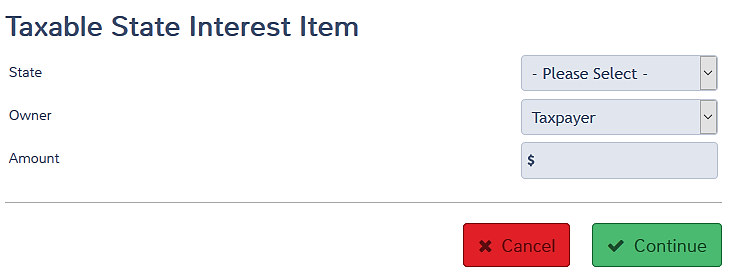 Taxable State Interest Item
State - Please Select -
Owner Taxpayer
Amount $
Cancel Continue